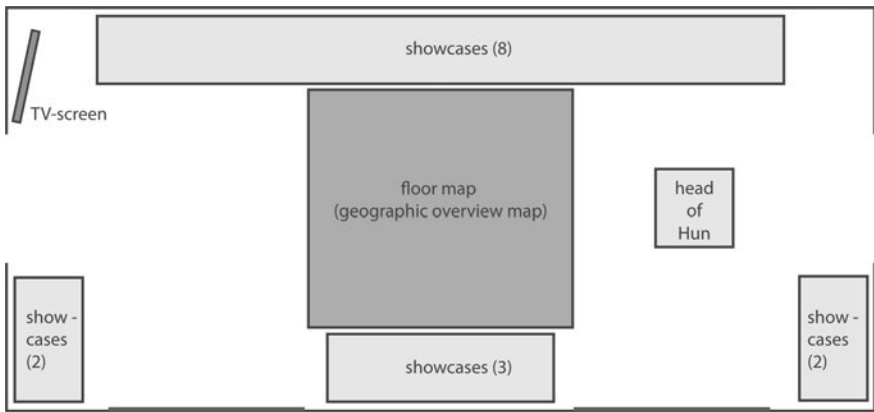 showcases (8)
TV-screen
floor map
(geographic overview map)
head
of
Hun
show -
cases
(2)
showcases (3)
show -
cases
(2)